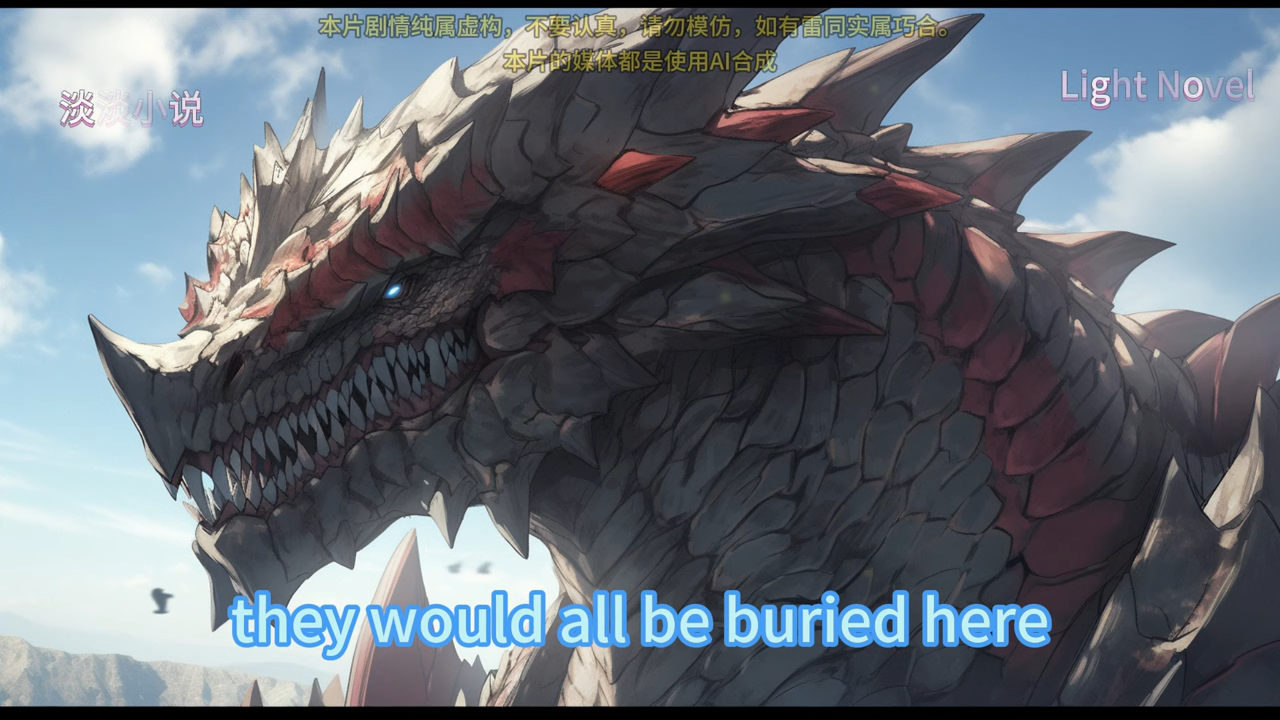 本片剧情纯属虚构，不要认真，请勿模仿，如有雷同实属巧合。
本片的媒体都是使用AI合成
淡淡小说
Light Novel
they would all be buried here